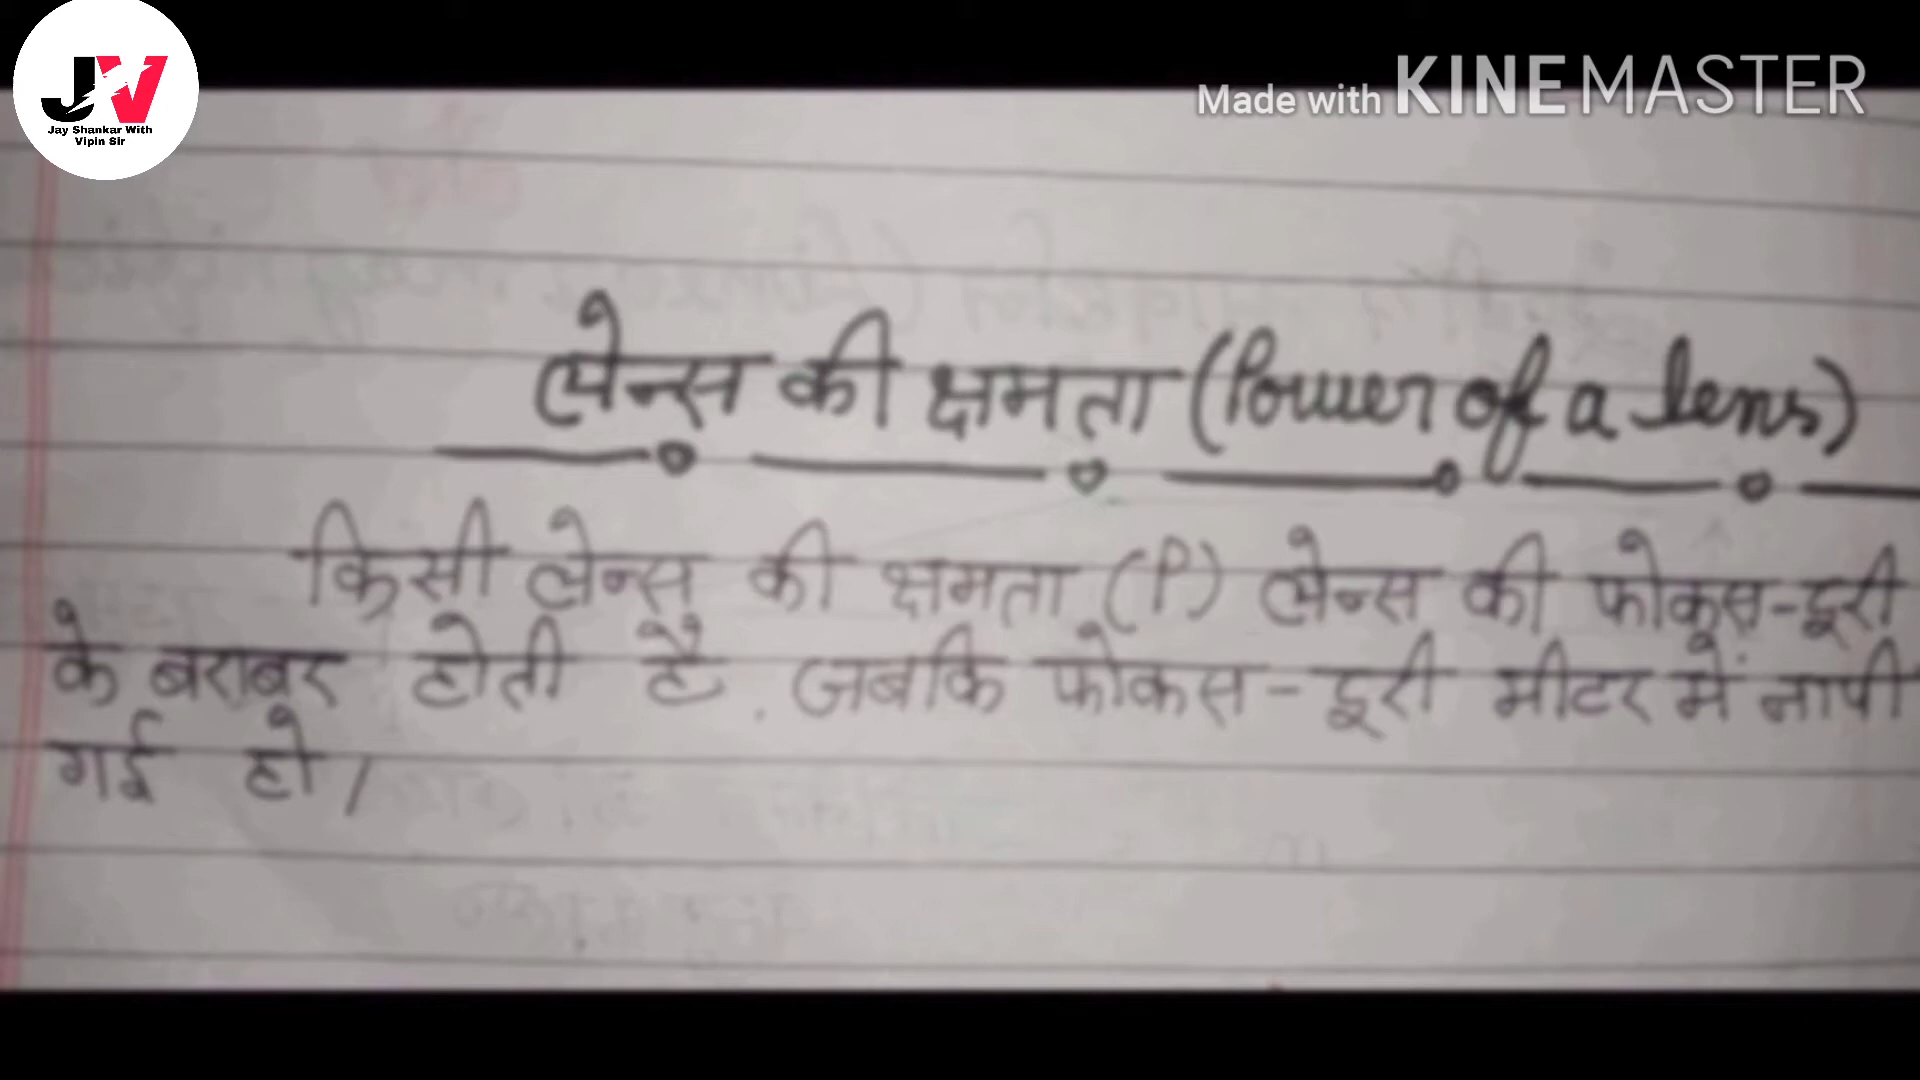 JV
Jay Shankar With
Vipin Sir
Made with KINEMASTER
लेन्स की क्षमता (Power of a lens)
किसी लेन्स की क्षमता (P) लेन्स की फोकस-दूरी
के बराबर होती है. जबकि फोकस-दूरी मीटर में नापी
गई हो।